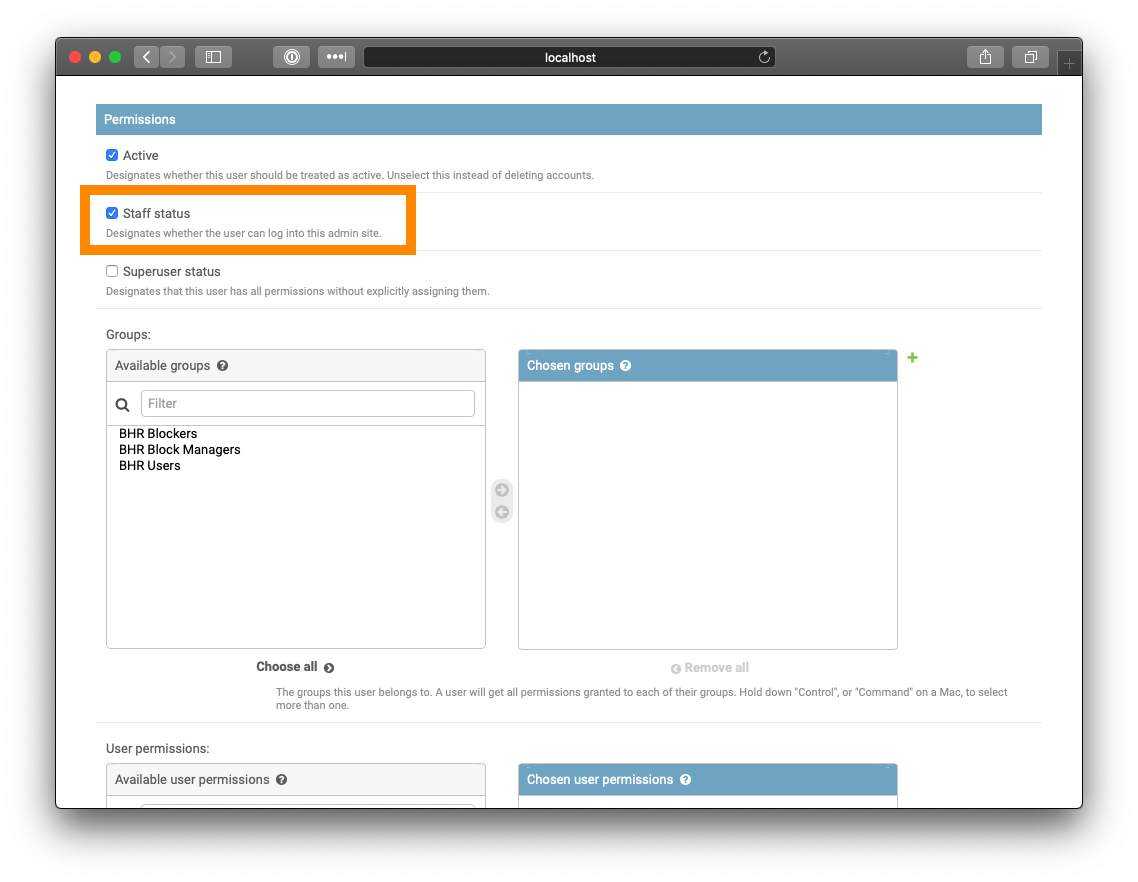 localhost
Permissions
Active
Designates whether this user should be treated as active. Unselect this instead of deleting accounts.
Staff status
Designates whether the user can log into this admin site.
Superuser status
Designates that this user has all permissions without explicitly assigning them.
Groups:
Available groups ?
Chosen groups ?
Filter
BHR Blockers
BHR Block Managers
BHR Users
Choose all
Remove all
The groups this user belongs to. A user will get all permissions granted to each of their groups. Hold down "Control", or "Command" on a Mac, to select
more than one.
User permissions:
Available user permissions ?
Chosen user permissions ?